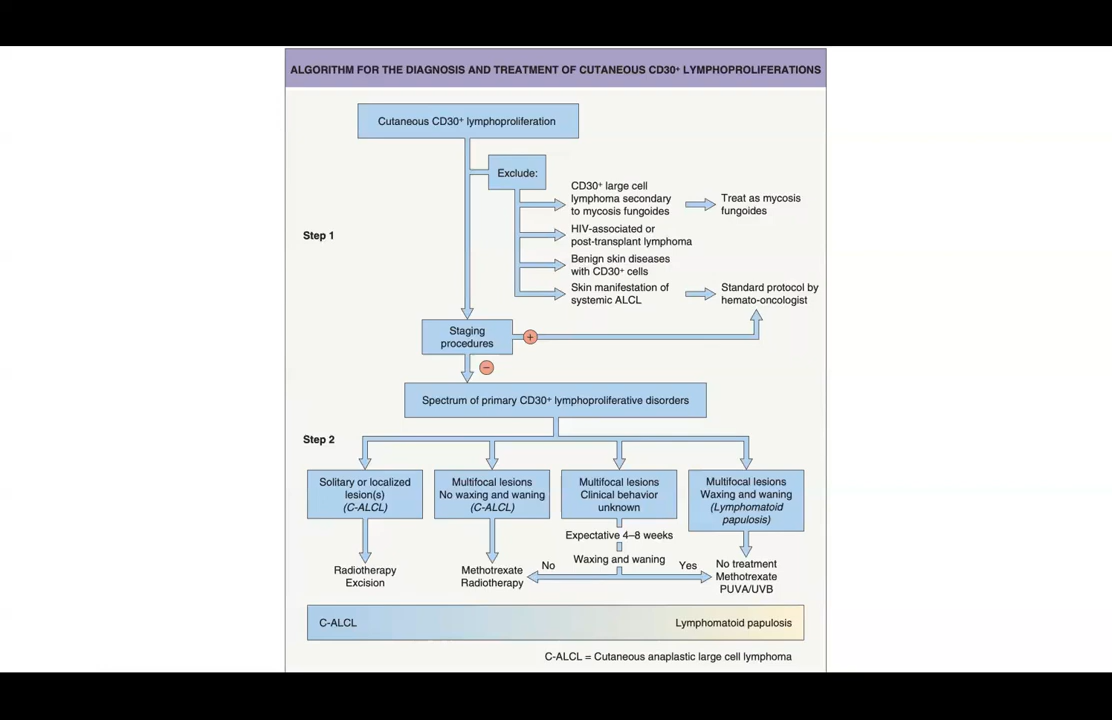 ALGORITHM FOR THE DIAGNOSIS AND TREATMENT OF CUTANEOUS CD30⁺ LYMPHOPROLIFERATIONS
Cutaneous CD30⁺ lymphoproliferation
Exclude:
CD30⁺ large cell
lymphoma secondary
to mycosis fungoides
Treat as mycosis
fungoides
Step 1
HIV-associated or
post-transplant lymphoma
Benign skin diseases
with CD30⁺ cells
Skin manifestation of
systemic ALCL
Standard protocol by
hemato-oncologist
Staging
procedures
+
−
Spectrum of primary CD30⁺ lymphoproliferative disorders
Step 2
Solitary or localized
lesion(s)
(C-ALCL)
Multifocal lesions
No waxing and waning
(C-ALCL)
Multifocal lesions
Clinical behavior
unknown
Multifocal lesions
Waxing and waning
(Lymphomatoid
papulosis)
Expectative 4–8 weeks
Waxing and waning
No
Yes
Radiotherapy
Excision
Methotrexate
Radiotherapy
No treatment
Methotrexate
PUVA/UVB
C-ALCL
Lymphomatoid papulosis
C-ALCL = Cutaneous anaplastic large cell lymphoma